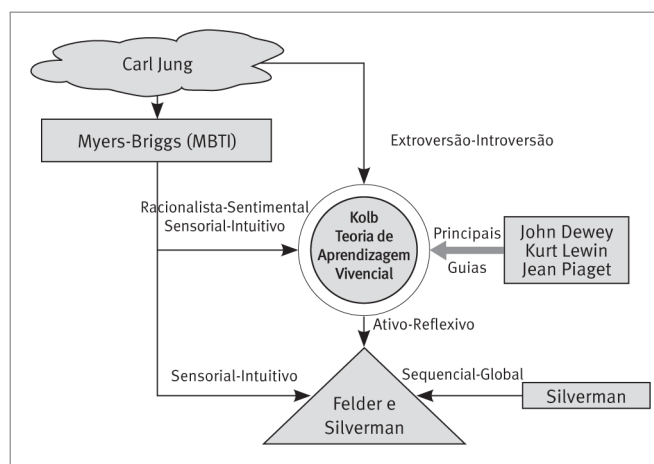 Carl Jung
Myers-Briggs (MBTI)
Extroversão-Introversão
Racionalista-Sentimental
Sensorial-Intuitivo
Kolb
Teoria de
Aprendizagem
Vivencial
Principais
Guias
John Dewey
Kurt Lewin
Jean Piaget
Ativo-Reflexivo
Sensorial-Intuitivo
Sequencial-Global
Felder e
Silverman
Silverman